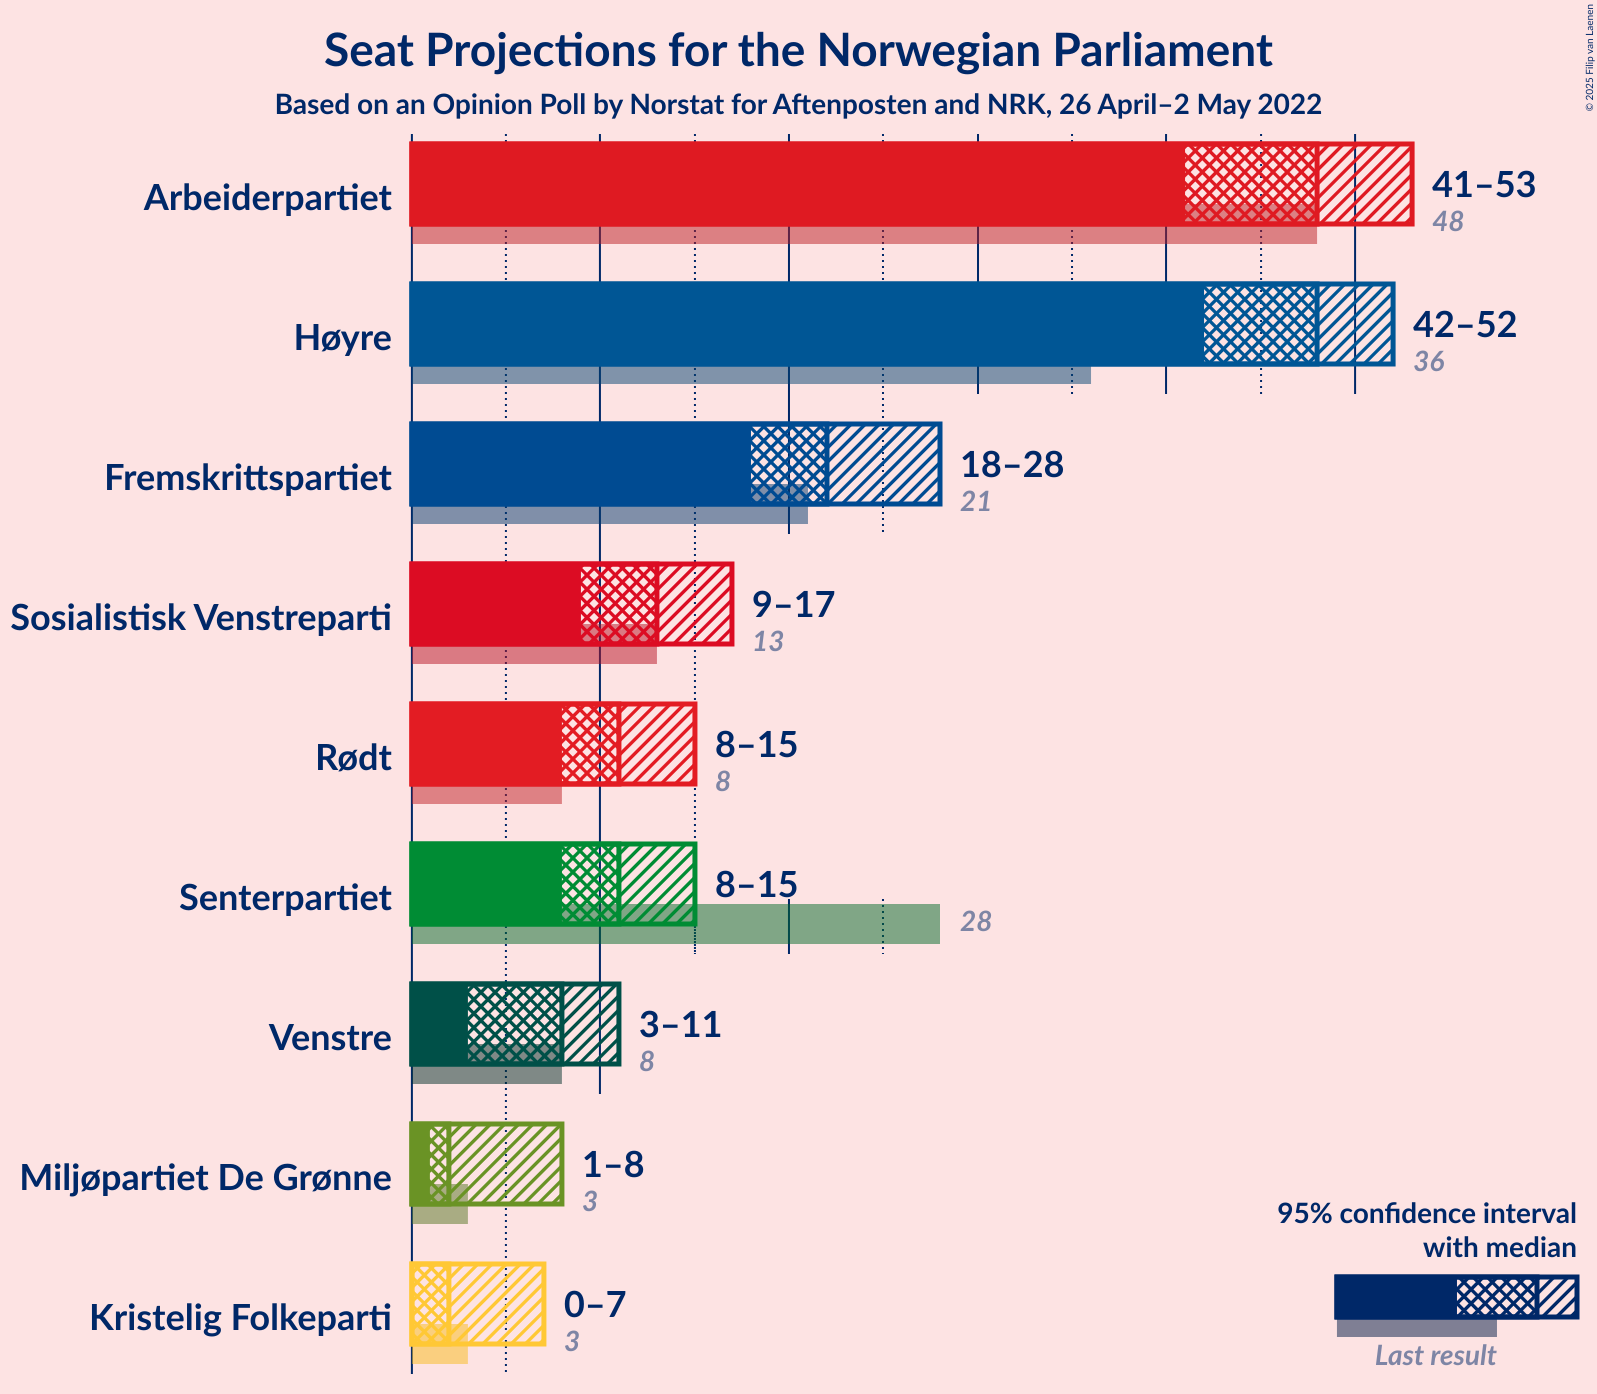 Seat Projections for the Norwegian Parliament
Based on an Opinion Poll by Norstat for Aftenposten and NRK, 26 April–2 May 2022
© 2025 Filip van Laenen
Arbeiderpartiet
41–53
48
Høyre
42–52
36
Fremskrittspartiet
18–28
21
Sosialistisk Venstreparti
9–17
13
Rødt
8–15
8
Senterpartiet
8–15
28
Venstre
3–11
8
Miljøpartiet De Grønne
1–8
3
Kristelig Folkeparti
0–7
3
95% confidence interval
with median
Last result